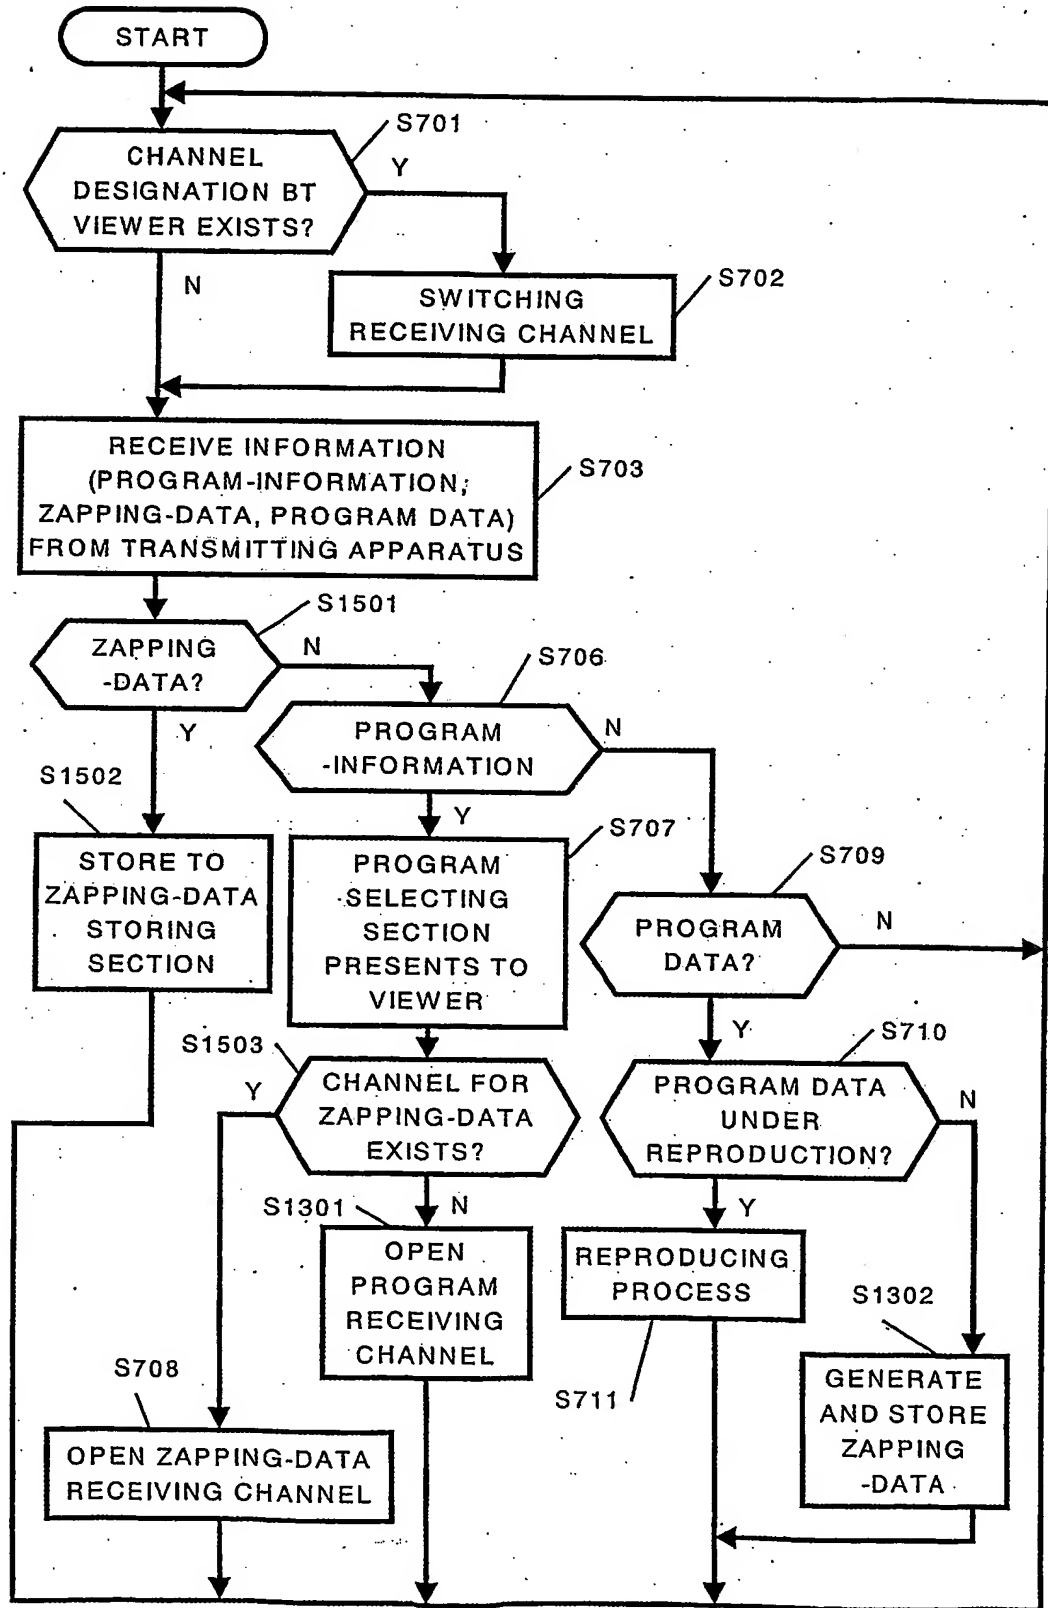 START
S701
CHANNEL
DESIGNATION BT
VIEWER EXISTS?
Y
N
S702
SWITCHING
RECEIVING CHANNEL
RECEIVE INFORMATION
(PROGRAM-INFORMATION,
ZAPPING-DATA, PROGRAM DATA)
FROM TRANSMITTING APPARATUS
S703
S1501
ZAPPING
-DATA?
N
Y
S706
PROGRAM
-INFORMATION
N
Y
S1502
STORE TO
ZAPPING-DATA
STORING
SECTION
S707
PROGRAM
SELECTING
SECTION
PRESENTS TO
VIEWER
S709
PROGRAM
DATA?
N
Y
S1503
CHANNEL FOR
ZAPPING-DATA
EXISTS?
Y
N
S710
PROGRAM DATA
UNDER
REPRODUCTION?
N
Y
S1301
OPEN
PROGRAM
RECEIVING
CHANNEL
REPRODUCING
PROCESS
S711
S1302
GENERATE
AND STORE
ZAPPING
-DATA
S708
OPEN ZAPPING-DATA
RECEIVING CHANNEL